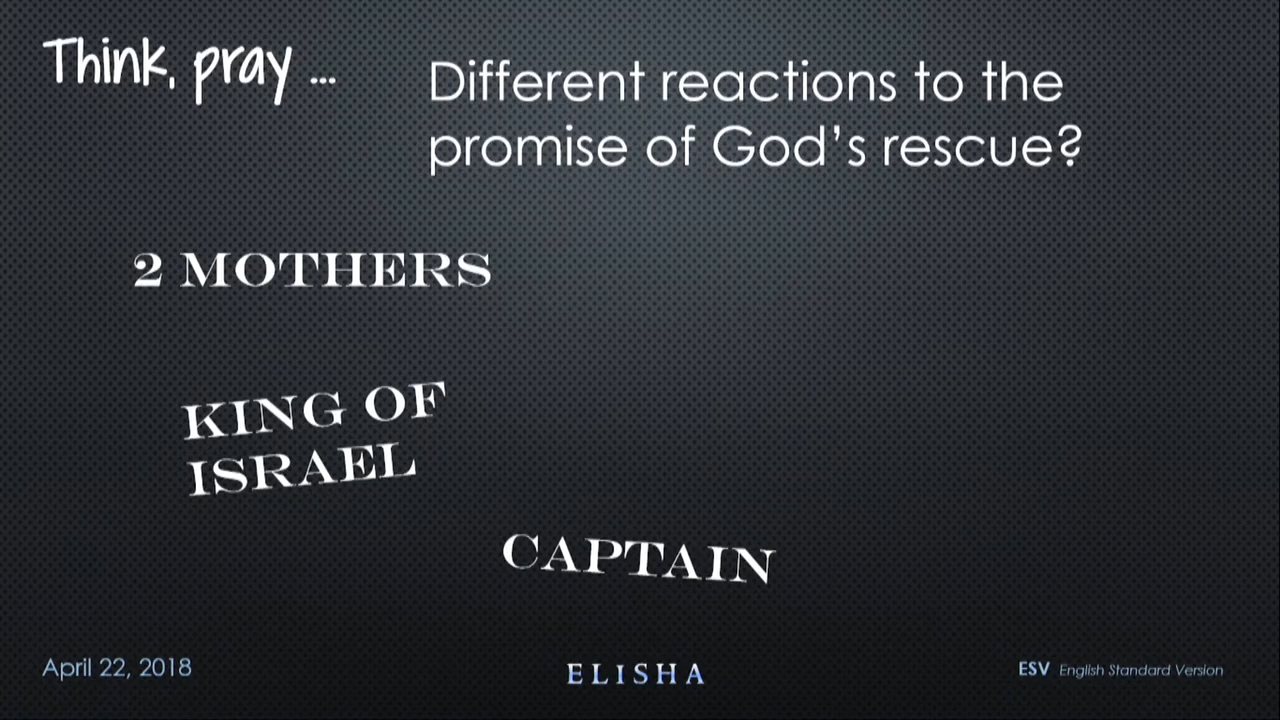 Think, pray ...
Different reactions to the
promise of God's rescue?
2 MOTHERS
KING OF
ISRAEL
CAPTAIN
April 22, 2018
ELISHA
ESV English Standard Version